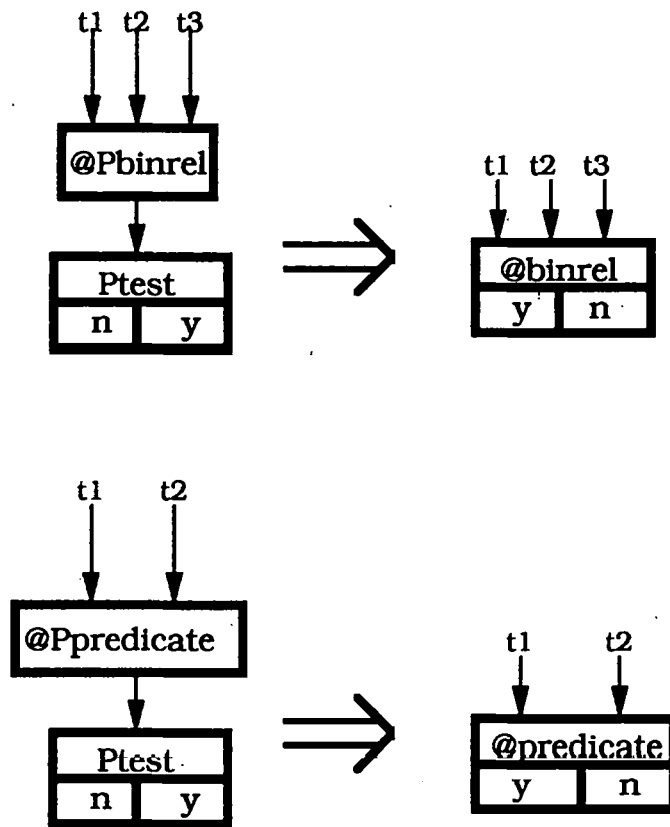 t1 t2 t3
@Pbinrel
Ptest
n y
t1 t2 t3
@binrel
y n
t1 t2
@Ppredicate
Ptest
n y
t1 t2
@predicate
y n